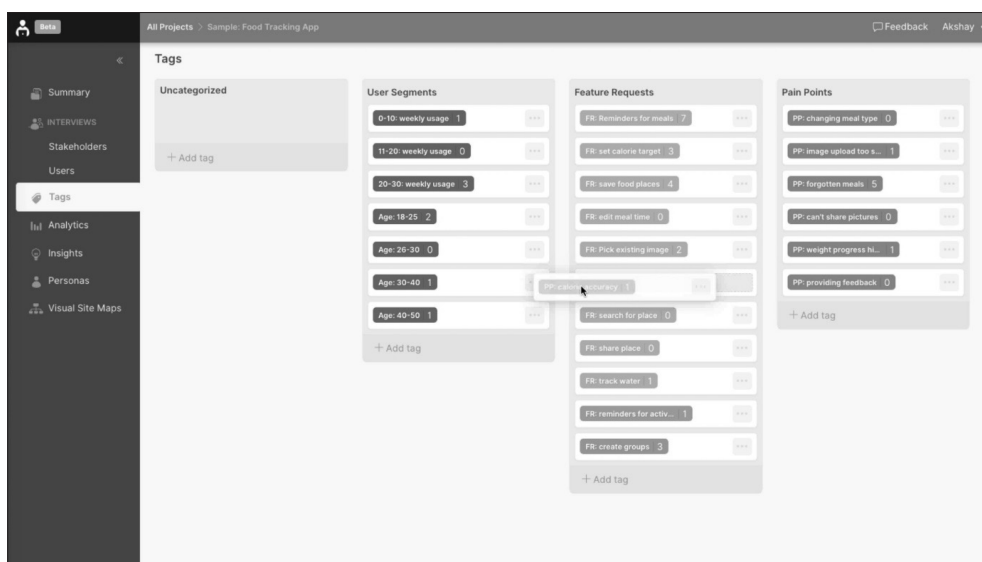 Beta
All Projects > Sample: Food Tracking App
Feedback
Akshay
Tags
Summary
INTERVIEWS
Stakeholders
Users
Tags
Analytics
Insights
Personas
Visual Site Maps
Uncategorized
+ Add tag
User Segments
0-10: weekly usage 1
11-20: weekly usage 0
20-30: weekly usage 3
Age: 18-25 2
Age: 26-30 0
Age: 30-40 1
Age: 40-50 1
+ Add tag
Feature Requests
FR: Reminders for meals 7
FR: set calorie target 3
FR: save food places 4
FR: edit meal time 0
FR: Pick existing image 2
PP: calorie accuracy 1
FR: search for place 0
FR: share place 0
FR: track water 1
FR: reminders for activ... 1
FR: create groups 3
+ Add tag
Pain Points
PP: changing meal type 0
PP: image upload too s... 1
PP: forgotten meals 5
PP: can't share pictures 0
PP: weight progress hi... 1
PP: providing feedback 0
+ Add tag